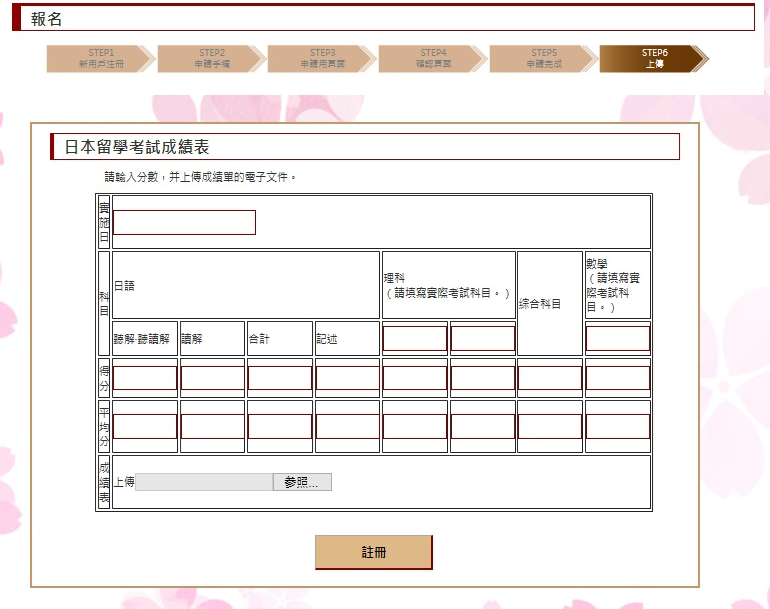 報名
STEP1
新用戶注冊
STEP2
申請手續
STEP3
申請用頁面
STEP4
確認頁面
STEP5
申請完成
STEP6
上傳
日本留學考試成績表
請輸入分數，并上傳成績單的電子文件。
實施日
科目
日語
理科
（請填寫實際考試科目。）
綜合科目
數學
（請填寫實
際考試科
目。）
聽解·聽讀解
讀解
合計
記述
得分
平均分
成績表
上傳
参照...
註冊